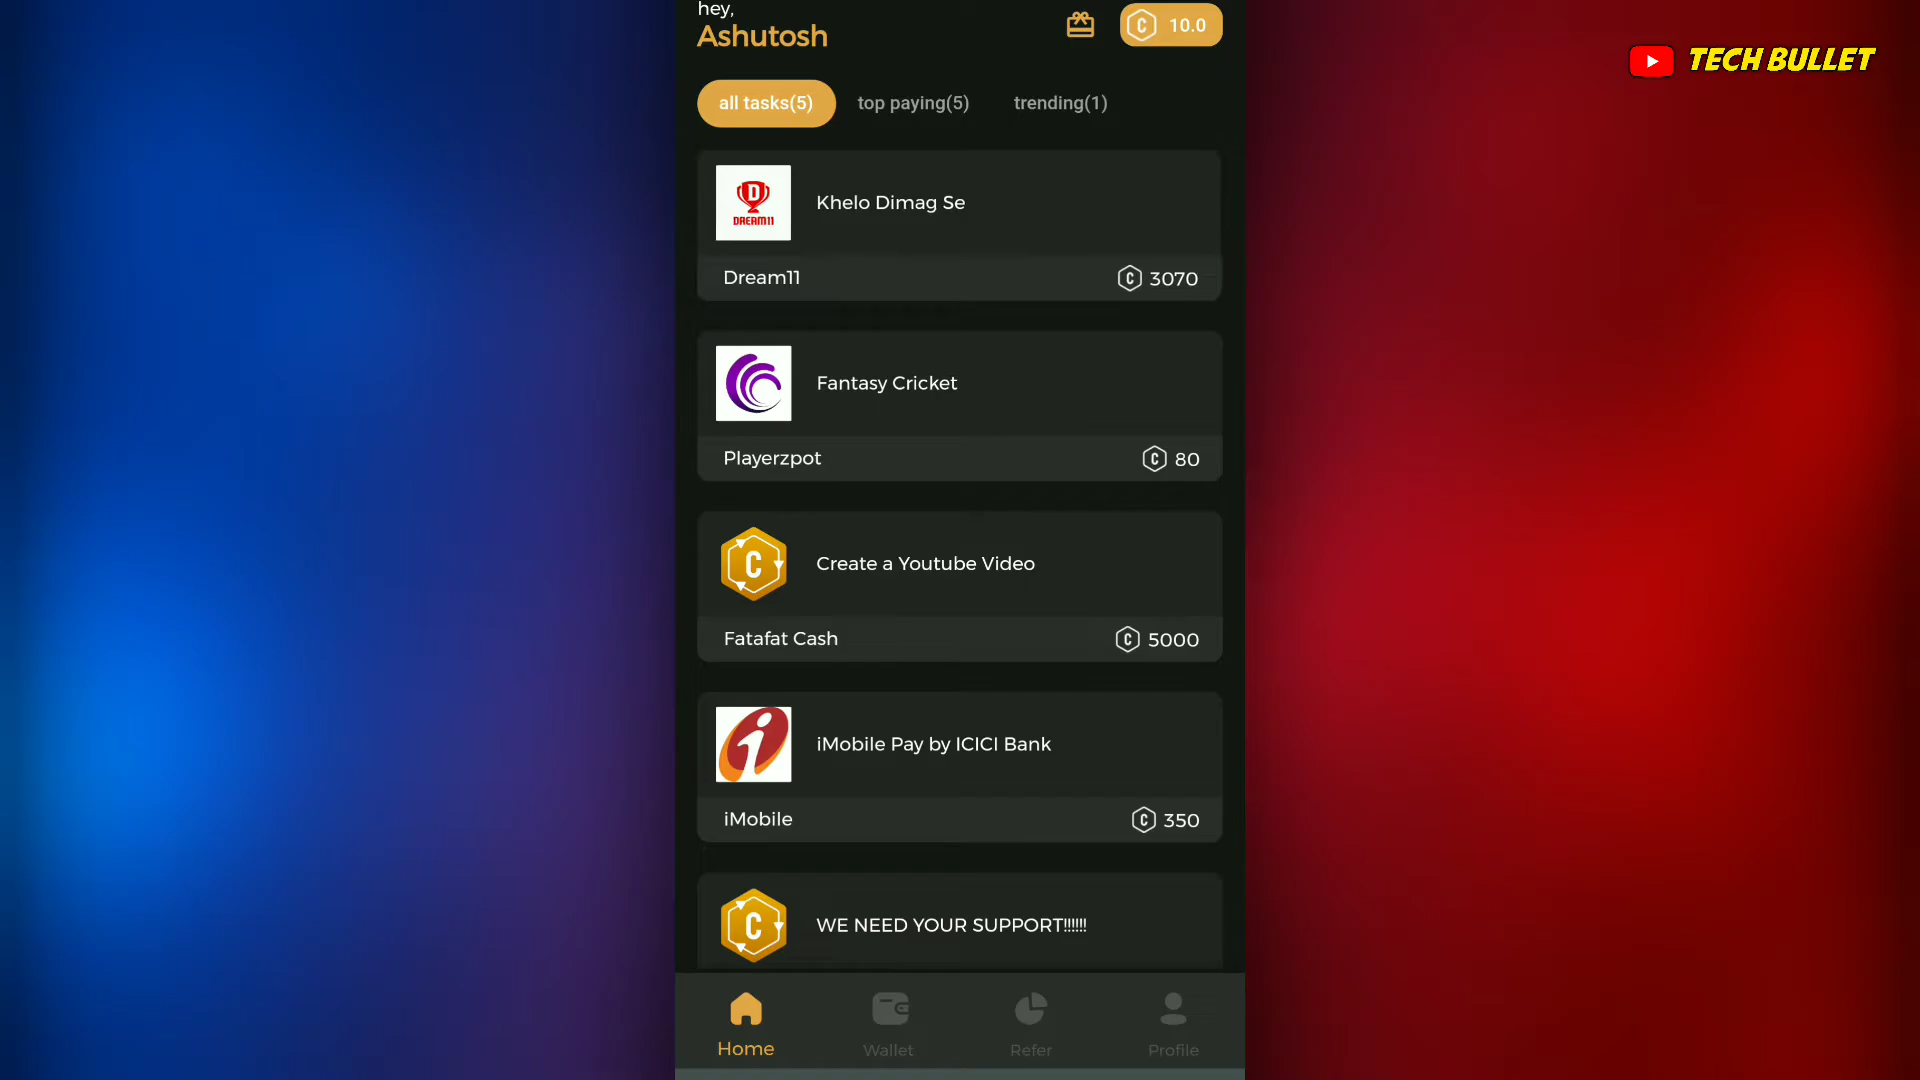 hey,
Ashutosh
C 10.0
TECH BULLET
all tasks(5) top paying(5) trending(1)
D
DREAM11
Khelo Dimag Se
Dream11 C 3070
Fantasy Cricket
Playerzpot C 80
C Create a Youtube Video
Fatafat Cash C 5000
iMobile Pay by ICICI Bank
iMobile C 350
C WE NEED YOUR SUPPORT!!!!!!
Home Wallet Refer Profile